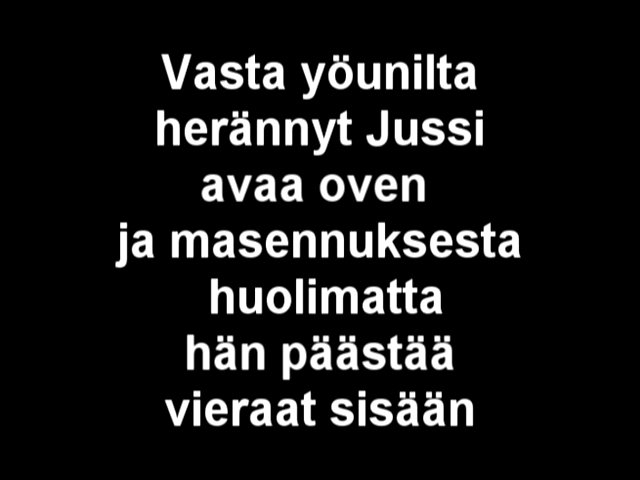 Vasta yöunilta
herännyt Jussi
avaa oven
ja masennuksesta
huolimatta
hän päästää
vieraat sisään